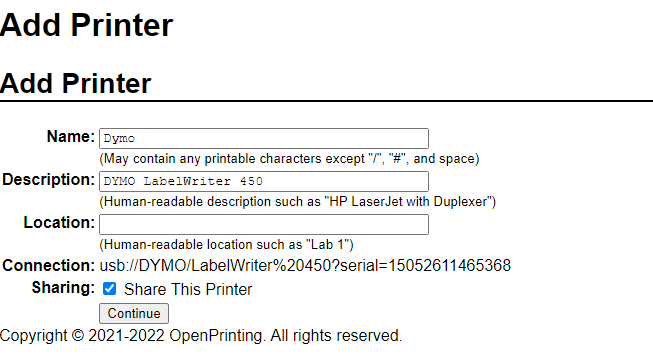 Add Printer
Add Printer
Name: Dymo
(May contain any printable characters except "/", "#", and space)
Description: DYMO LabelWriter 450
(Human-readable description such as "HP LaserJet with Duplexer")
Location:
(Human-readable location such as "Lab 1")
Connection: usb://DYMO/LabelWriter%20450?serial=15052611465368
Sharing: Share This Printer
Continue
Copyright © 2021-2022 OpenPrinting. All rights reserved.